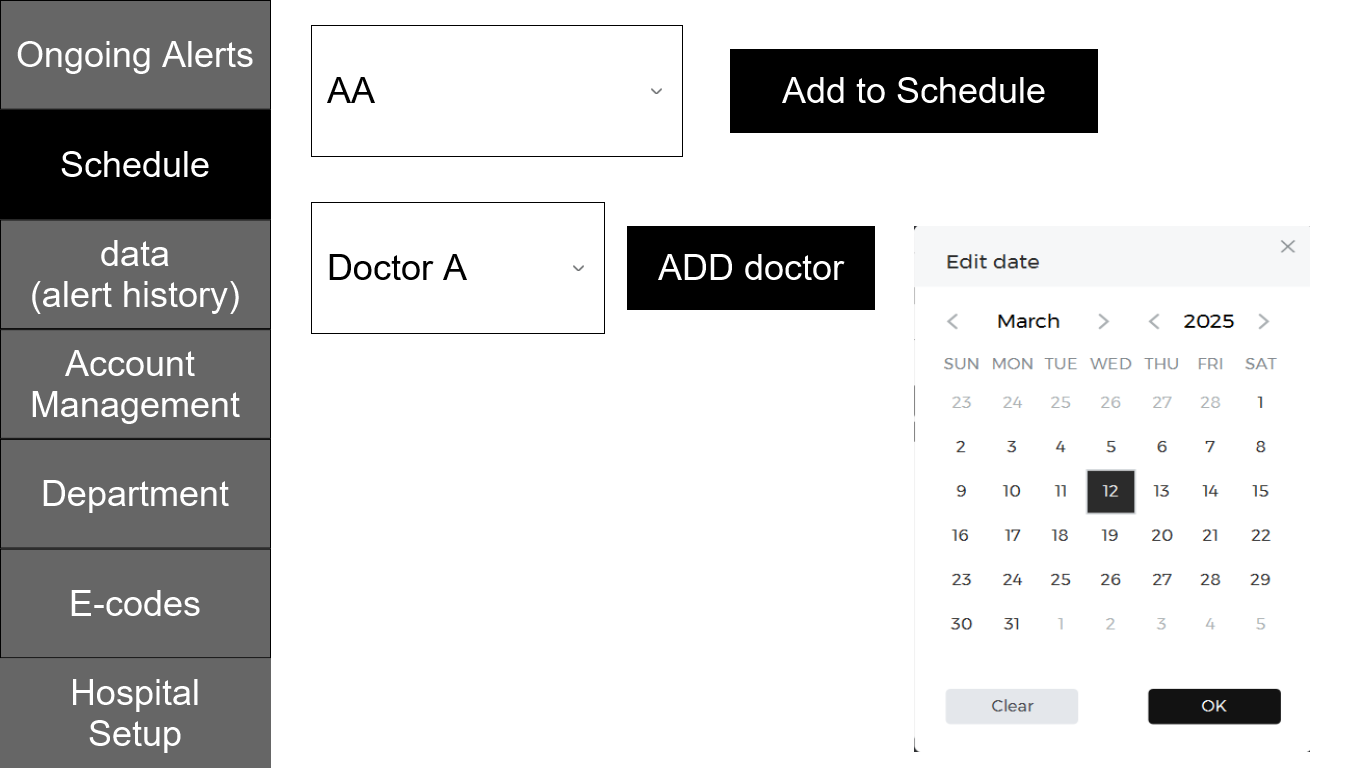 Ongoing Alerts
Schedule
data
(alert history)
Account
Management
Department
E-codes
Hospital
Setup
AA
Add to Schedule
Doctor A
ADD doctor
Edit date
March 2025
SUN MON TUE WED THU FRI SAT
23 24 25 26 27 28 1
2 3 4 5 6 7 8
9 10 11 12 13 14 15
16 17 18 19 20 21 22
23 24 25 26 27 28 29
30 31 1 2 3 4 5
Clear OK